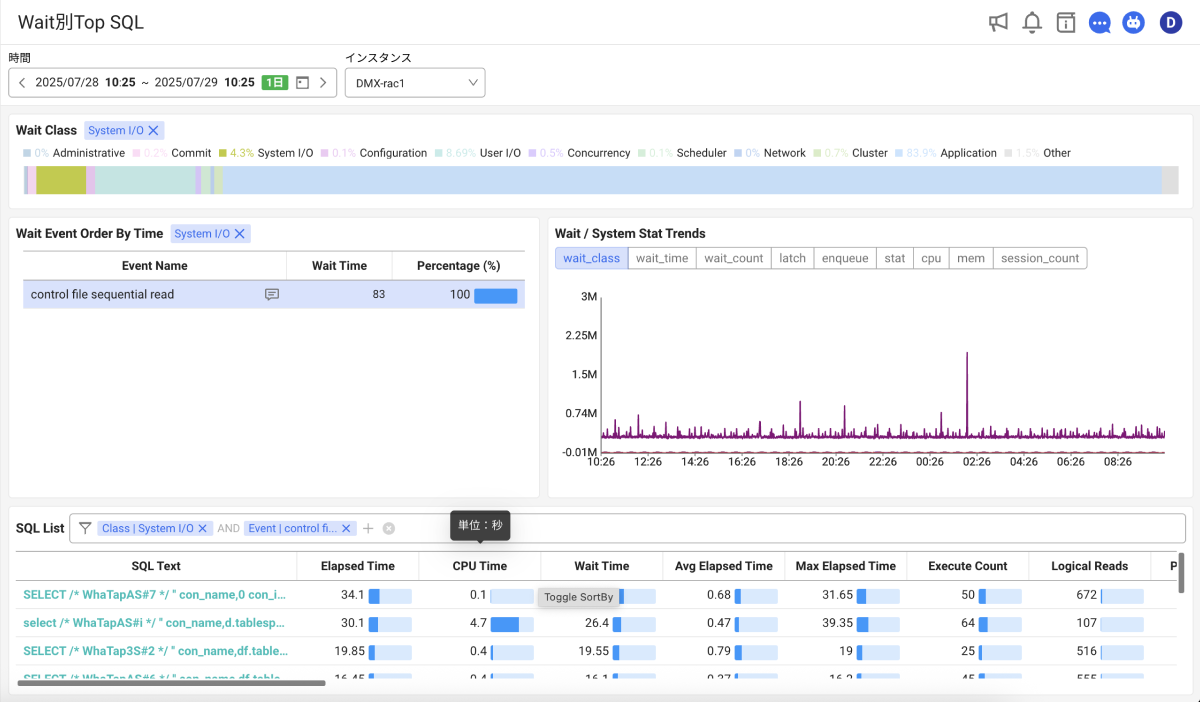 Wait別Top SQL
D
時間
インスタンス
2025/07/28 10:25 ~ 2025/07/29 10:25 1日
DMX-rac1
Wait Class System I/O
0% Administrative 0.2% Commit 4.3% System I/O 0.1% Configuration 8.69% User I/O 0.5% Concurrency 0.1% Scheduler 0% Network 0.7% Cluster 83.9% Application 1.5% Other
Wait Event Order By Time System I/O
Event Name Wait Time Percentage (%)
control file sequential read 83 100
Wait / System Stat Trends
wait_class wait_time wait_count latch enqueue stat cpu mem session_count
3M
2.25M
1.5M
0.74M
-0.01M
10:26 12:26 14:26 16:26 18:26 20:26 22:26 00:26 02:26 04:26 06:26 08:26
SQL List Class | System I/O AND Event | control fi...
単位：秒
SQL Text Elapsed Time CPU Time Wait Time Avg Elapsed Time Max Elapsed Time Execute Count Logical Reads P
SELECT /* WhaTapAS#7 */ '' con_name,0 con_i... 34.1 0.1 0.68 31.65 50 672
Toggle SortBy
select /* WhaTapAS#i */ '' con_name,d.tablesp... 30.1 4.7 26.4 0.47 39.35 64 107
SELECT /* WhaTap3S#2 */ '' con_name,df.table... 19.85 0.4 19.55 0.79 19 25 516
SELECT /* WhaTapAS#6 */ '' con_name,df.table... 16.45 0.4 16.1 0.37 16.2 45 555